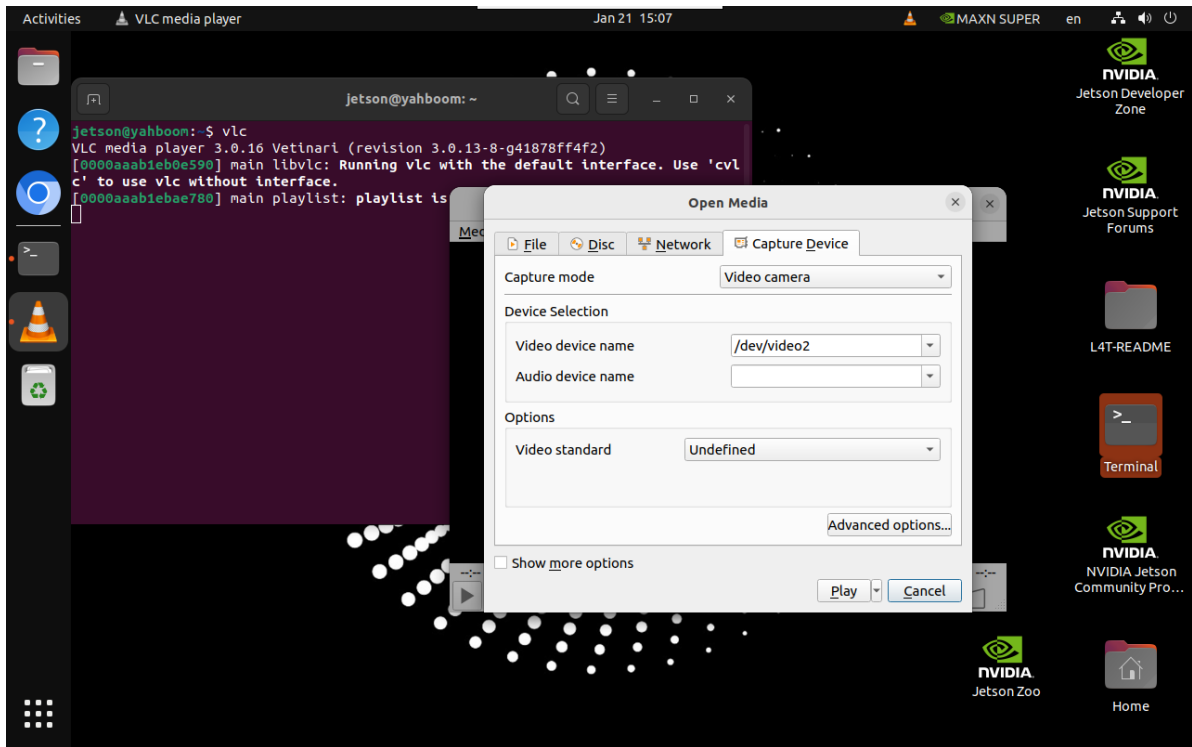 Activities
VLC media player
Jan 21 15:07
MAXN SUPER
en
jetson@yahboom: ~
jetson@yahboom:~$ vlc
VLC media player 3.0.16 Vetinari (revision 3.0.13-8-g41878ff4f2)
[0000aaab1eb0e590] main libvlc: Running vlc with the default interface. Use 'cvl
c' to use vlc without interface.
[0000aaab1ebae780] main playlist: playlist is
Med
Open Media
File
Disc
Network
Capture Device
Capture mode
Video camera
Device Selection
Video device name
/dev/video2
Audio device name
Options
Video standard
Undefined
Advanced options...
Show more options
Play
Cancel
--:--
--:--
NVIDIA.
Jetson Developer
Zone
NVIDIA.
Jetson Support
Forums
L4T-README
>_
Terminal
NVIDIA.
NVIDIA Jetson
Community Pro...
NVIDIA.
Jetson Zoo
Home